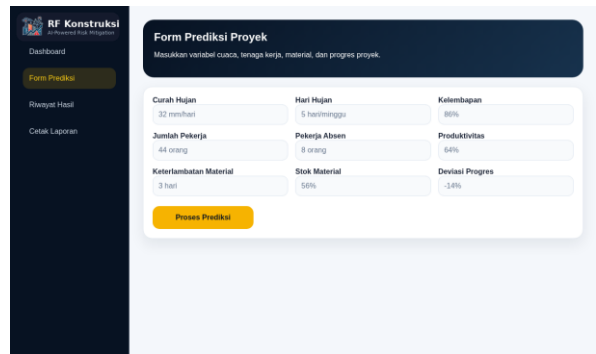 RF Konstruksi
AI-Powered Risk Mitigation
Dashboard
Form Prediksi
Riwayat Hasil
Cetak Laporan
Form Prediksi Proyek
Masukkan variabel cuaca, tenaga kerja, material, dan progres proyek.
Curah Hujan
Hari Hujan
Kelembapan
32 mm/hari
5 hari/minggu
86%
Jumlah Pekerja
Pekerja Absen
Produktivitas
44 orang
8 orang
64%
Keterlambatan Material
Stok Material
Deviasi Progres
3 hari
56%
-14%
Proses Prediksi